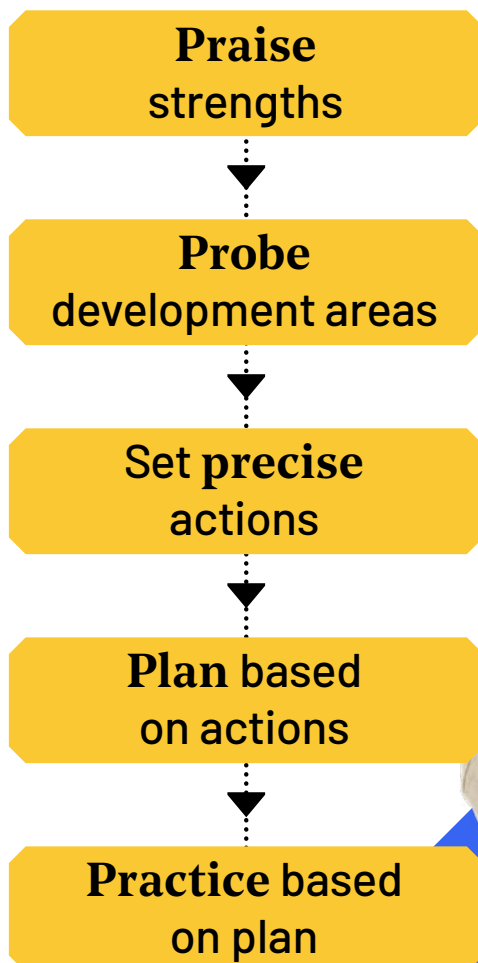 Praise
strengths
Probe
development areas
Set precise
actions
Plan based
on actions
Practice based
on plan